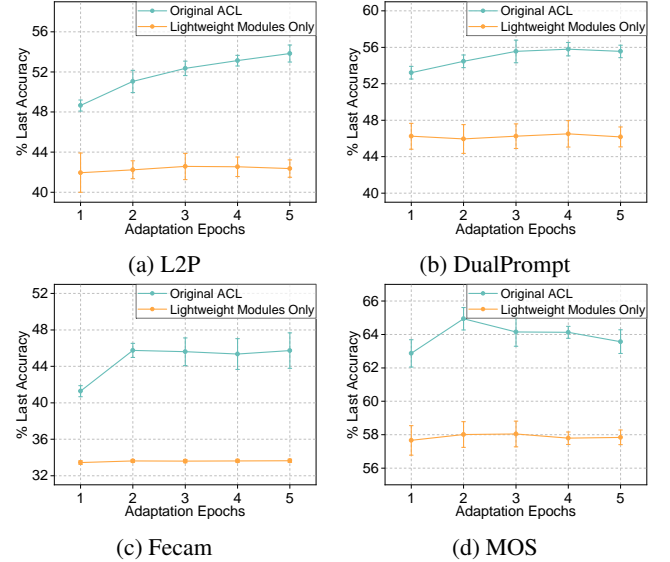 Original ACL
Lightweight Modules Only
% Last Accuracy
56
52
48
44
40
1 2 3 4 5
Adaptation Epochs
(a) L2P
Original ACL
Lightweight Modules Only
% Last Accuracy
60
56
52
48
44
40
1 2 3 4 5
Adaptation Epochs
(b) DualPrompt
Original ACL
Lightweight Modules Only
% Last Accuracy
52
48
44
40
36
32
1 2 3 4 5
Adaptation Epochs
(c) Fecam
Original ACL
Lightweight Modules Only
% Last Accuracy
66
64
62
60
58
56
1 2 3 4 5
Adaptation Epochs
(d) MOS